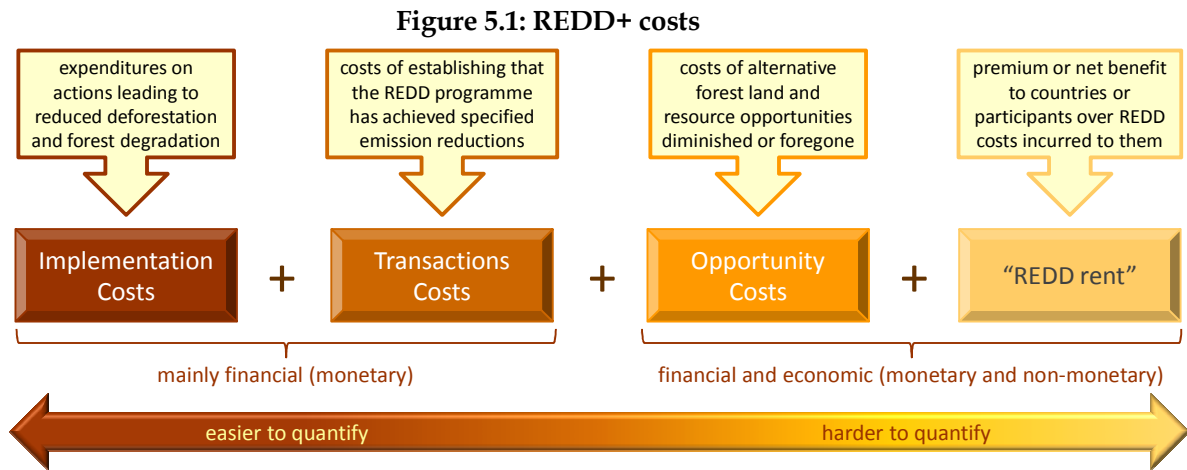 Figure 5.1: REDD+ costs
expenditures on
actions leading to
reduced deforestation
and forest degradation
costs of establishing that
the REDD programme
has achieved specified
emission reductions
costs of alternative
forest land and
resource opportunities
diminished or foregone
premium or net benefit
to countries or
participants over REDD
costs incurred to them
Implementation
Costs
+
Transactions
Costs
+
Opportunity
Costs
+
“REDD rent”
mainly financial (monetary)
financial and economic (monetary and non-monetary)
easier to quantify
harder to quantify